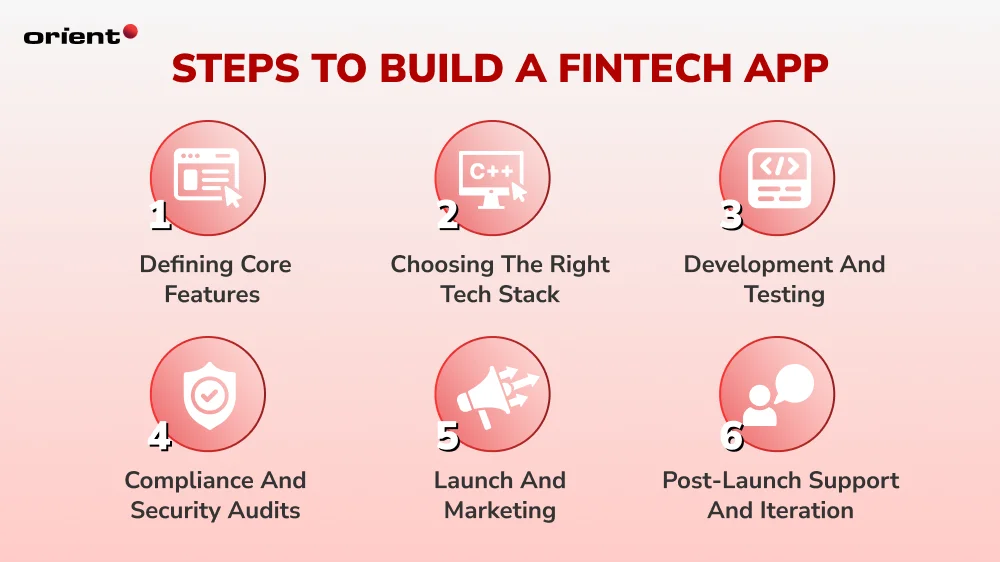 orient
STEPS TO BUILD A FINTECH APP
1
Defining Core
Features
C++
2
Choosing The Right
Tech Stack
</>
3
Development And
Testing
4
Compliance And
Security Audits
5
Launch And
Marketing
6
Post-Launch Support
And Iteration